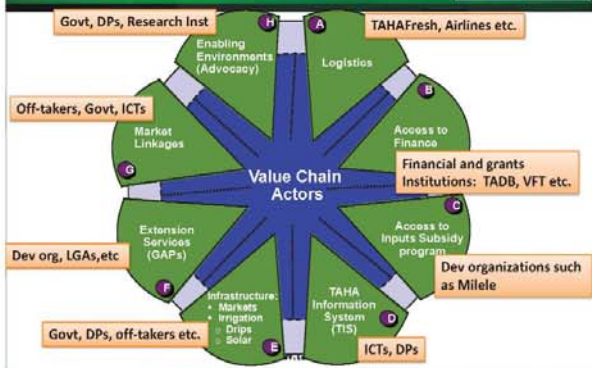 Govt, DPs, Research Inst
H
Enabling
Environments
(Advocacy)
TAHAFresh, Airlines etc.
A
Logistics
B
Access to
Finance
Financial and grants
Institutions: TADB, VFT etc.
C
Access to
Inputs Subsidy
program
Dev organizations such
as Milele
TAHA
Information
System
(TIS)
D
ICTs, DPs
Infrastructure:
• Markets
• Irrigation
o Drips
o Solar
E
Govt, DPs, off-takers etc.
Extension
Services
(GAPs)
F
Dev org, LGAs,etc
Off-takers, Govt, ICTs
Market
Linkages
G
Value Chain
Actors